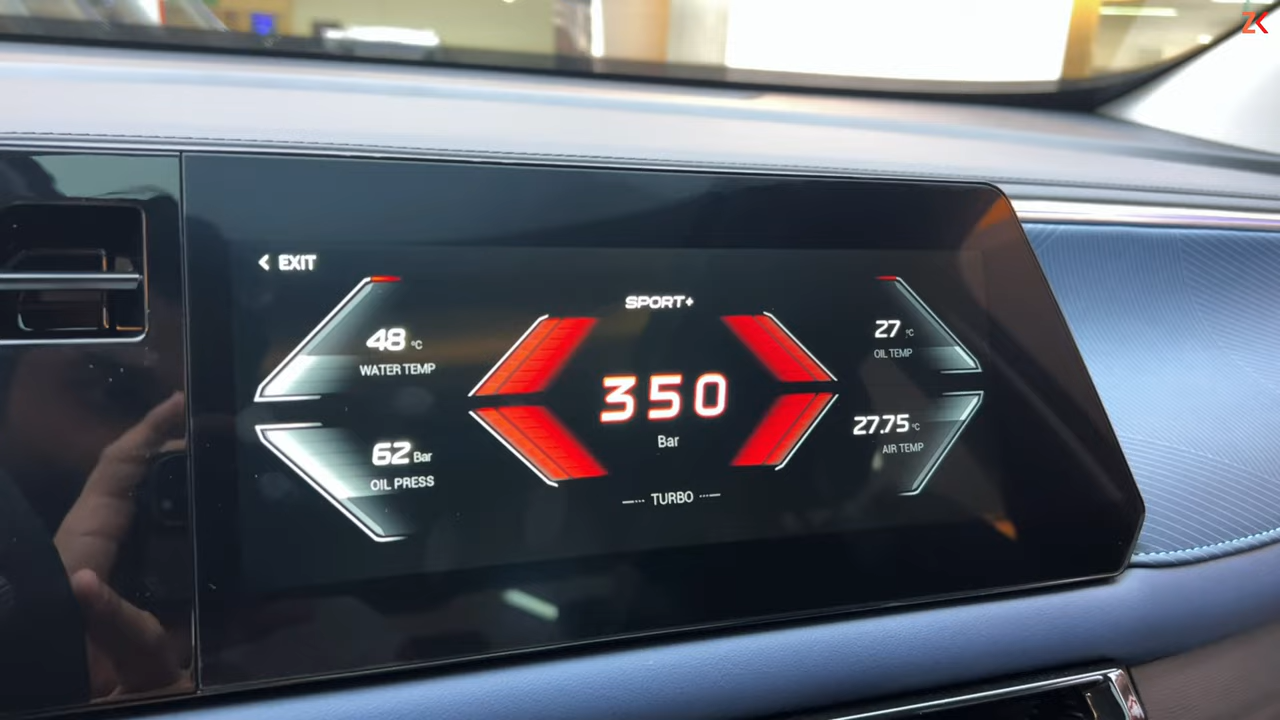 ZK
< EXIT
SPORT+
48 °C
WATER TEMP
27 °C
OIL TEMP
350
Bar
62 Bar
OIL PRESS
27.75 °C
AIR TEMP
TURBO